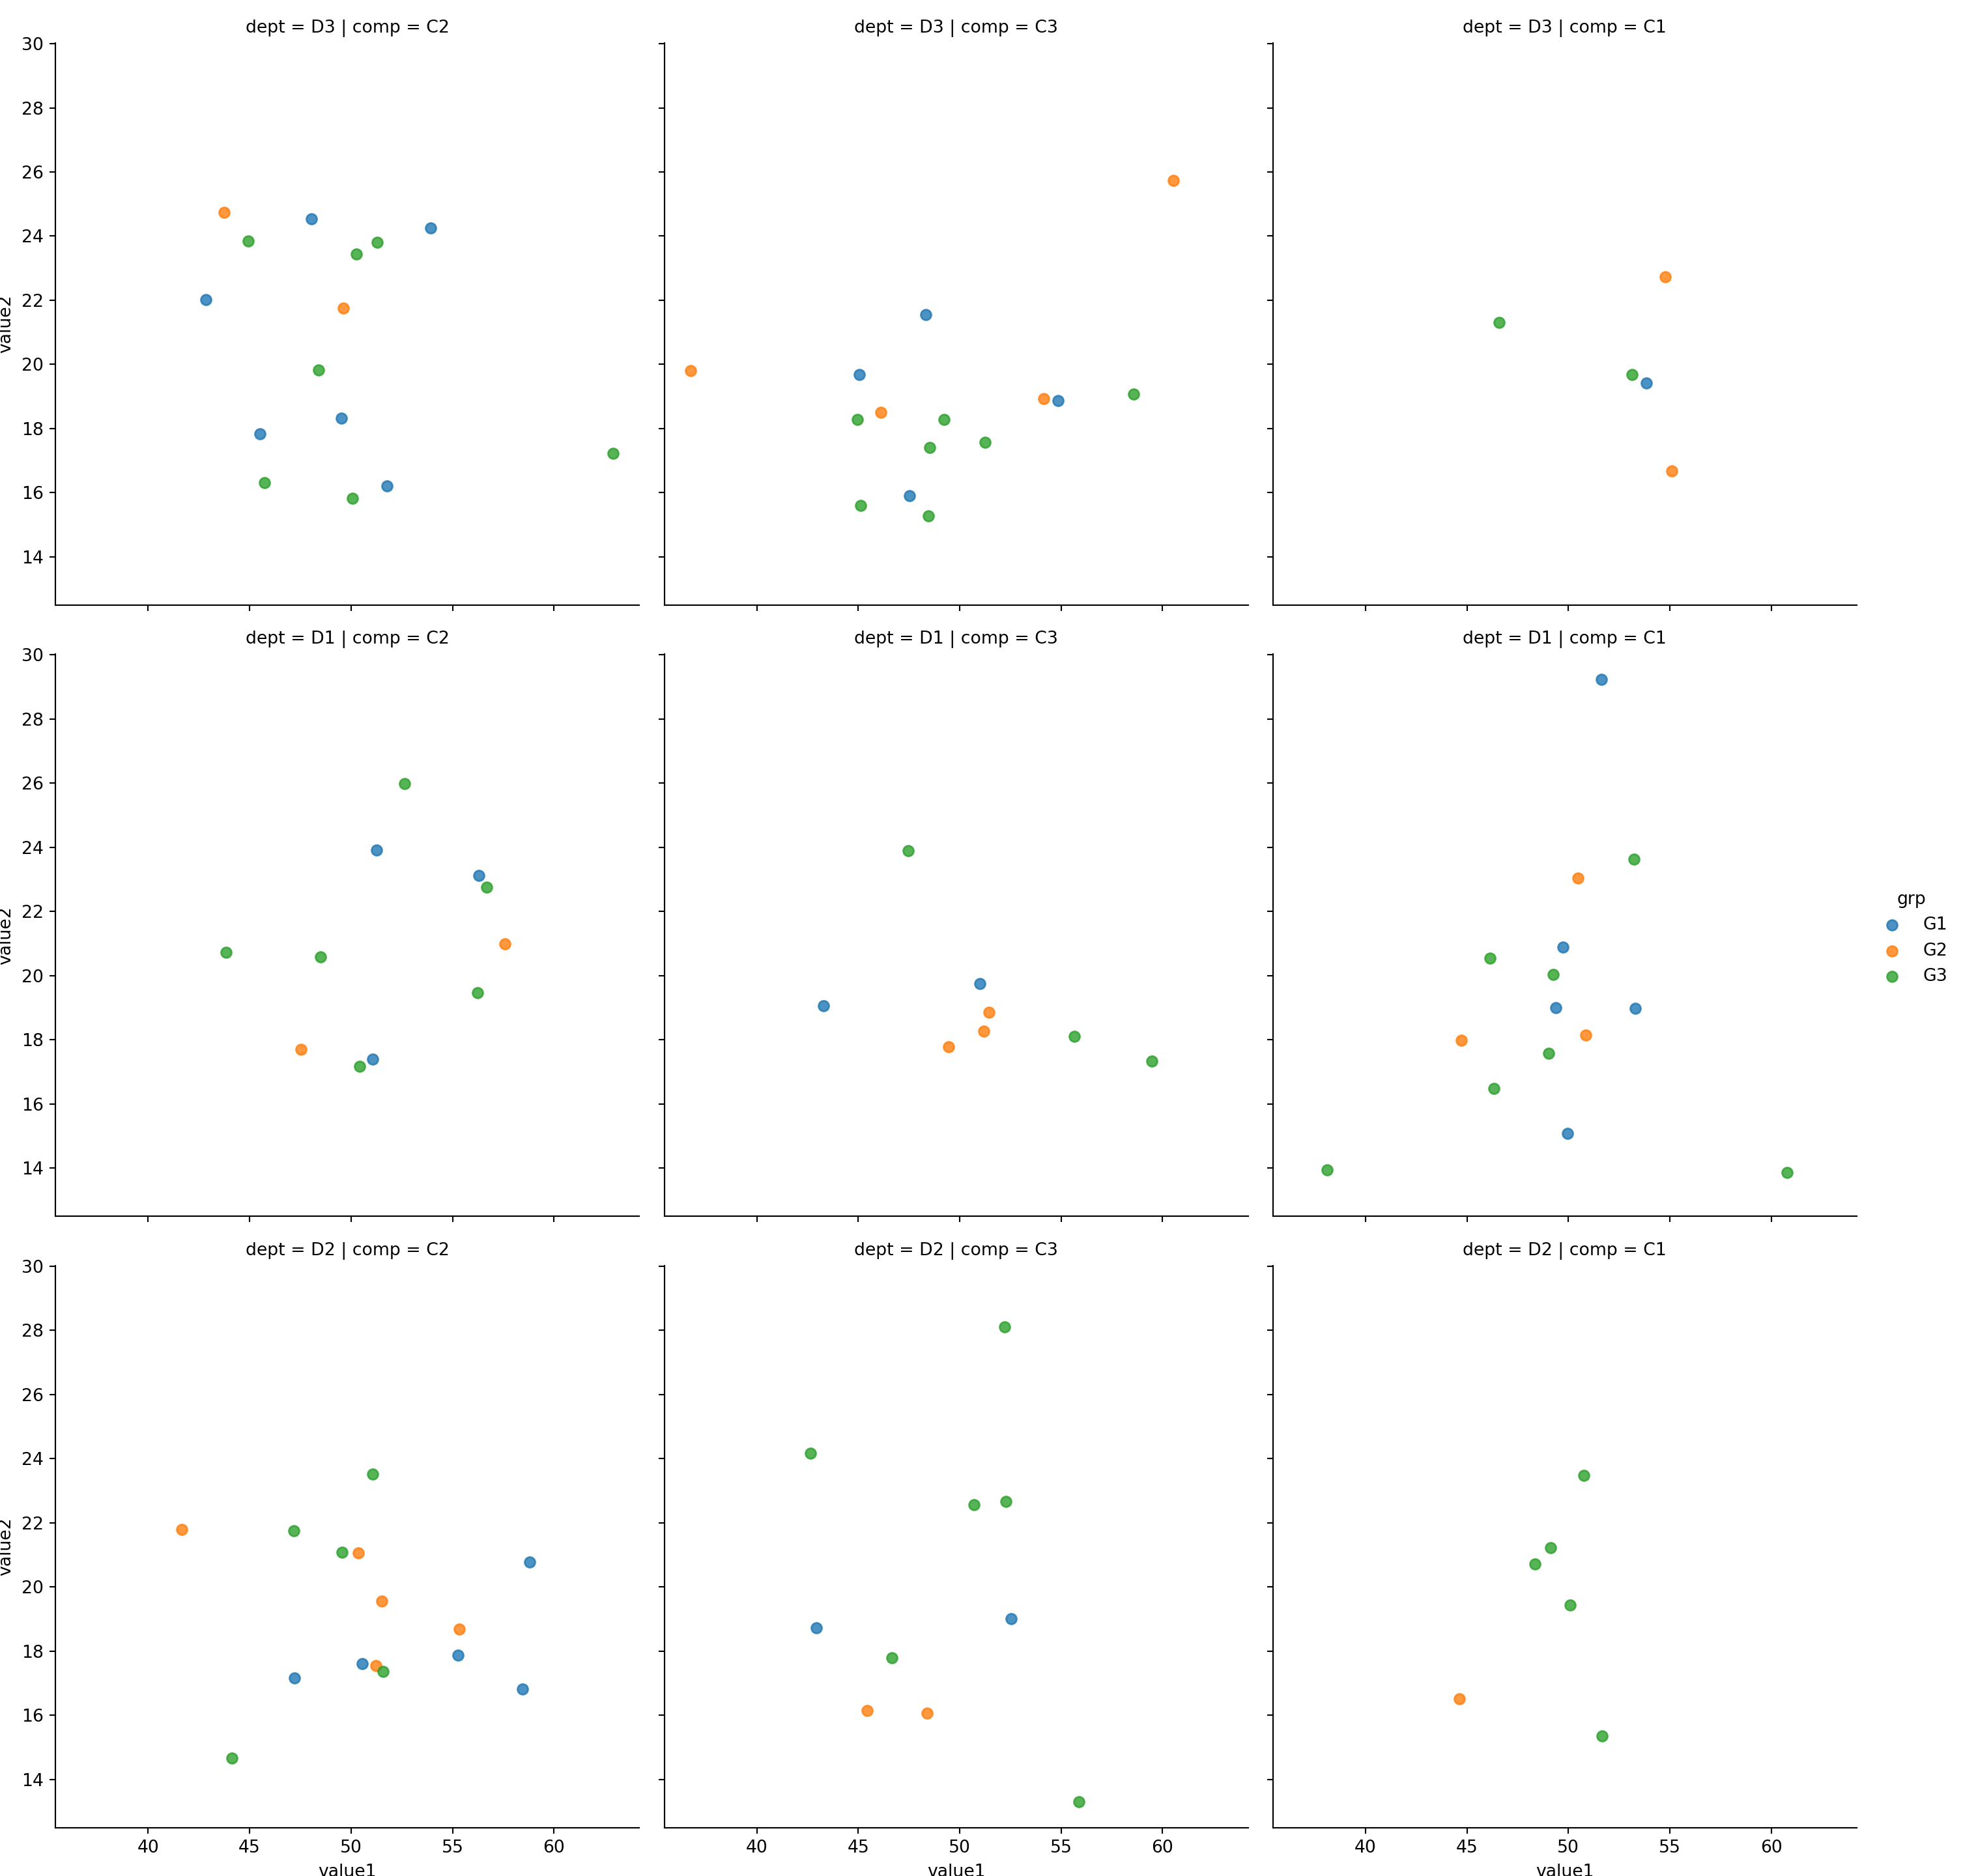 dept = D3 | comp = C2
dept = D3 | comp = C3
dept = D3 | comp = C1
30
28
26
24
22
20
18
16
14
value2
dept = D1 | comp = C2
dept = D1 | comp = C3
dept = D1 | comp = C1
30
28
26
24
22
20
18
16
14
value2
grp
G1
G2
G3
dept = D2 | comp = C2
dept = D2 | comp = C3
dept = D2 | comp = C1
30
28
26
24
22
20
18
16
14
value2
40 45 50 55 60
40 45 50 55 60
40 45 50 55 60
value1
value1
value1